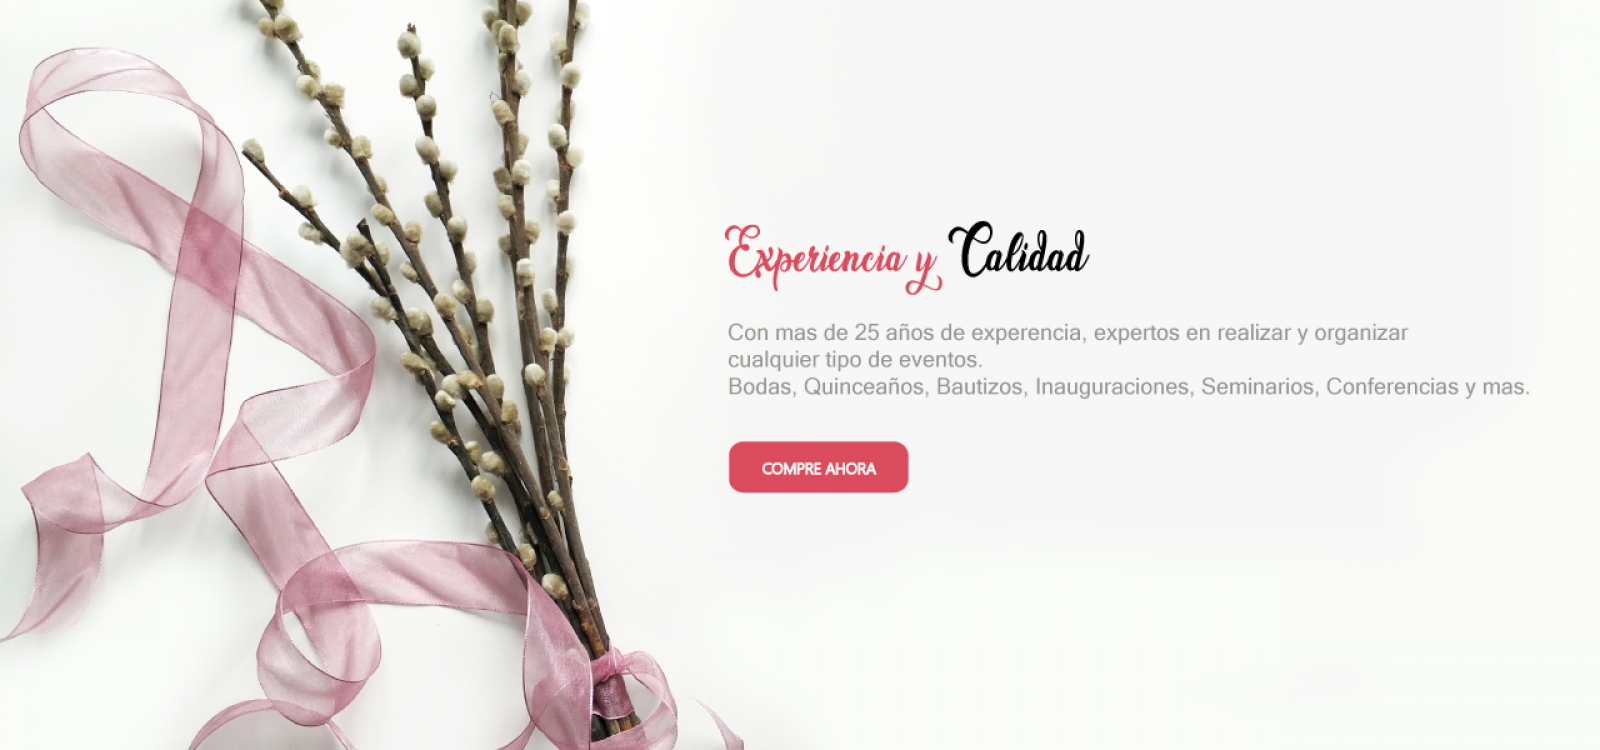 Experiencia y Calidad
Con mas de 25 años de experencia, expertos en realizar y organizar
cualquier tipo de eventos.
Bodas, Quinceaños, Bautizos, Inauguraciones, Seminarios, Conferencias y mas.
COMPRE AHORA